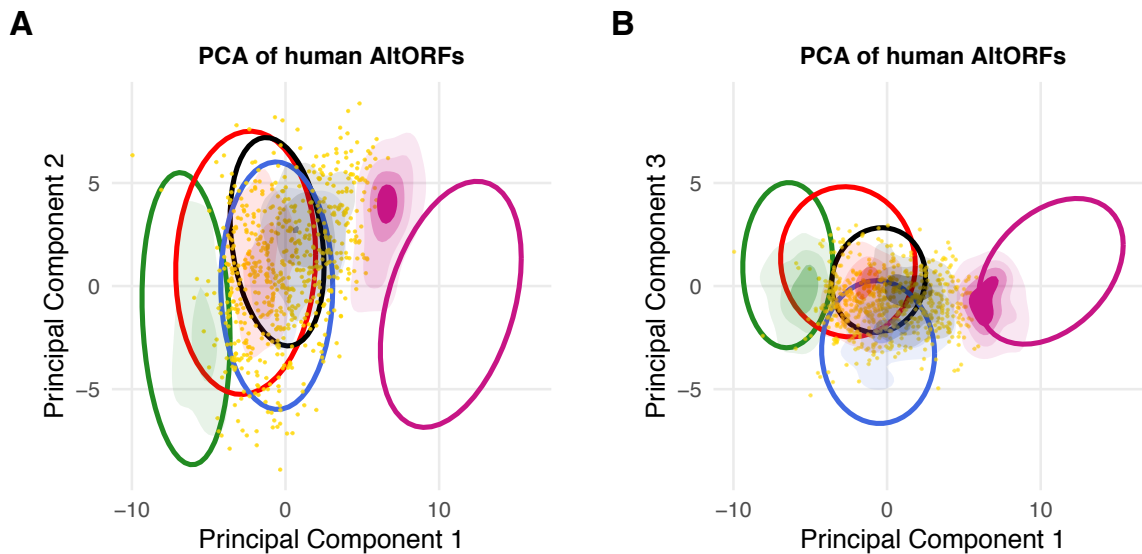 A
PCA of human AltORFs
Principal Component 2
5
0
−5
−10
0
10
Principal Component 1
B
PCA of human AltORFs
Principal Component 3
5
0
−5
−10
0
10
Principal Component 1